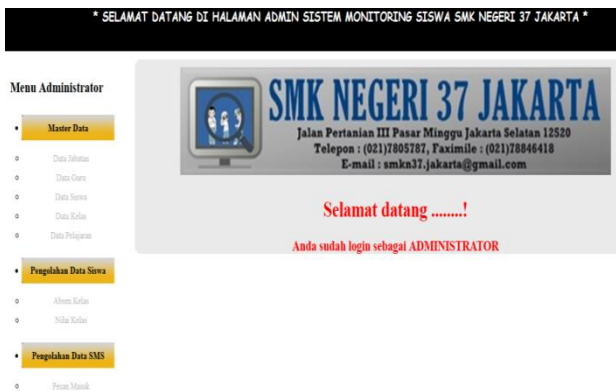 * SELAMAT DATANG DI HALAMAN ADMIN SISTEM MONITORING SISWA SMK NEGERI 37 JAKARTA *
Menu Administrator
Master Data
Data Jabatan
Data Guru
Data Siswa
Data Kelas
Data Pelajaran
Pengolahan Data Siswa
Absen Kelas
Nilai Kelas
Pengolahan Data SMS
Pesan Masuk
SMK NEGERI 37 JAKARTA
Jalan Pertanian III Pasar Minggu Jakarta Selatan 12520
Telepon : (021)7805787, Faximile : (021)78846418
E-mail : smkn37.jakarta@gmail.com
Selamat datang ........!
Anda sudah login sebagai ADMINISTRATOR